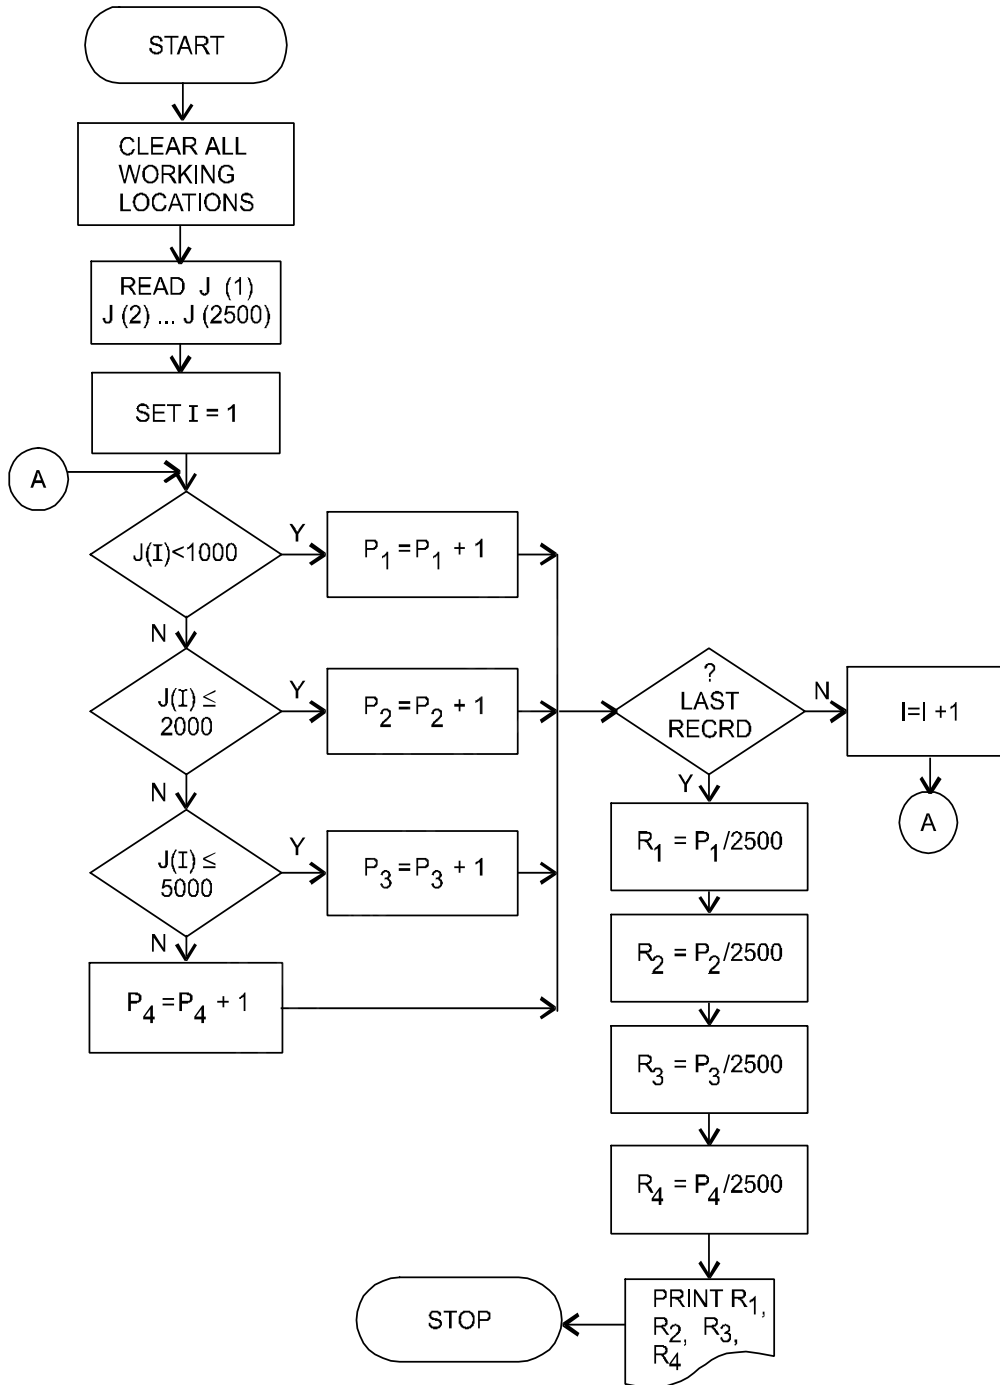 START
CLEAR ALL
WORKING
LOCATIONS
READ J (1)
J (2) ... J (2500)
SET I = 1
A
J(I)<1000
Y
P1 = P1 + 1
N
J(I) ≤
2000
Y
P2 = P2 + 1
N
J(I) ≤
5000
Y
P3 = P3 + 1
N
P4 = P4 + 1
?
LAST
RECRD
N
I=I +1
A
Y
R1 = P1/2500
R2 = P2/2500
R3 = P3/2500
R4 = P4/2500
PRINT R1,
R2, R3,
R4
STOP